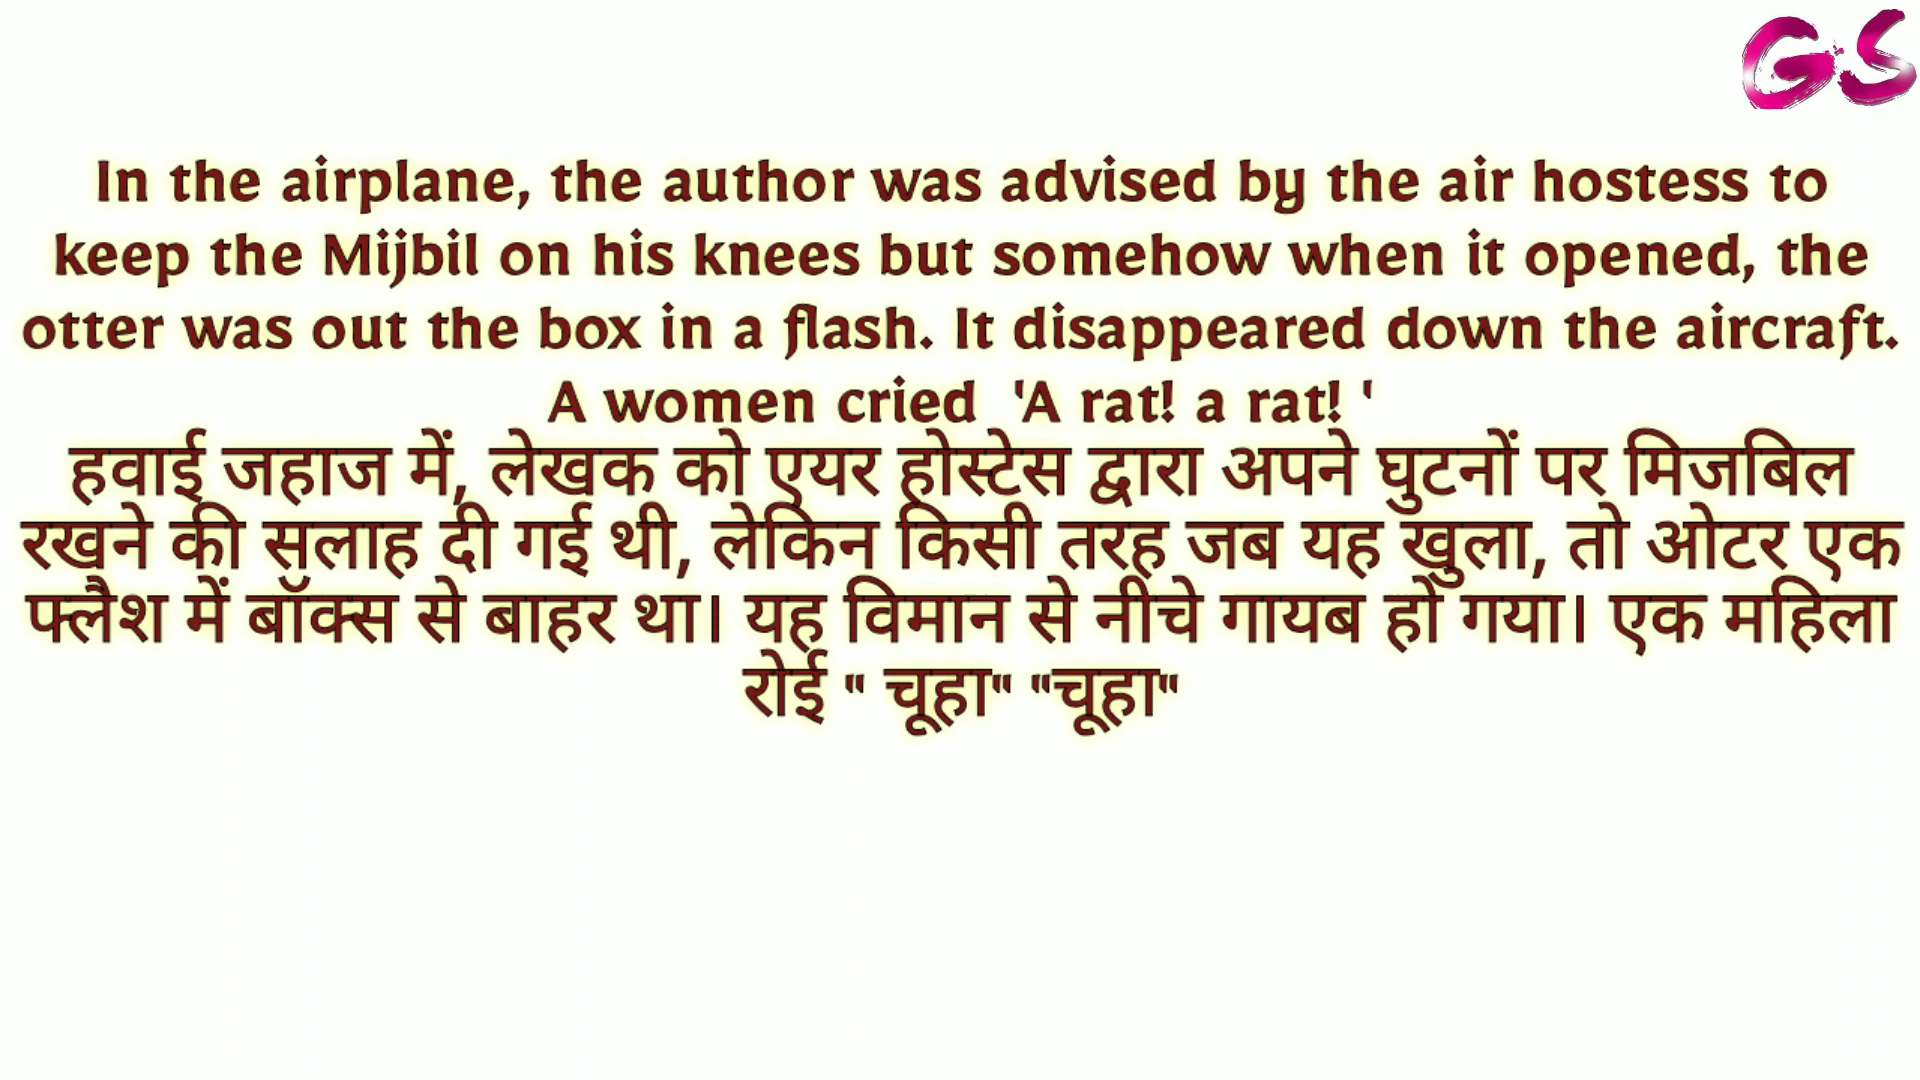 GS
In the airplane, the author was advised by the air hostess to
keep the Mijbil on his knees but somehow when it opened, the
otter was out the box in a flash. It disappeared down the aircraft.
A women cried 'A rat! a rat! '
हवाई जहाज में, लेखक को एयर होस्टेस द्वारा अपने घुटनों पर मिजबिल
रखने की सलाह दी गई थी, लेकिन किसी तरह जब यह खुला, तो ओटर एक
फ्लैश में बॉक्स से बाहर था। यह विमान से नीचे गायब हो गया। एक महिला
रोई " चूहा" "चूहा"